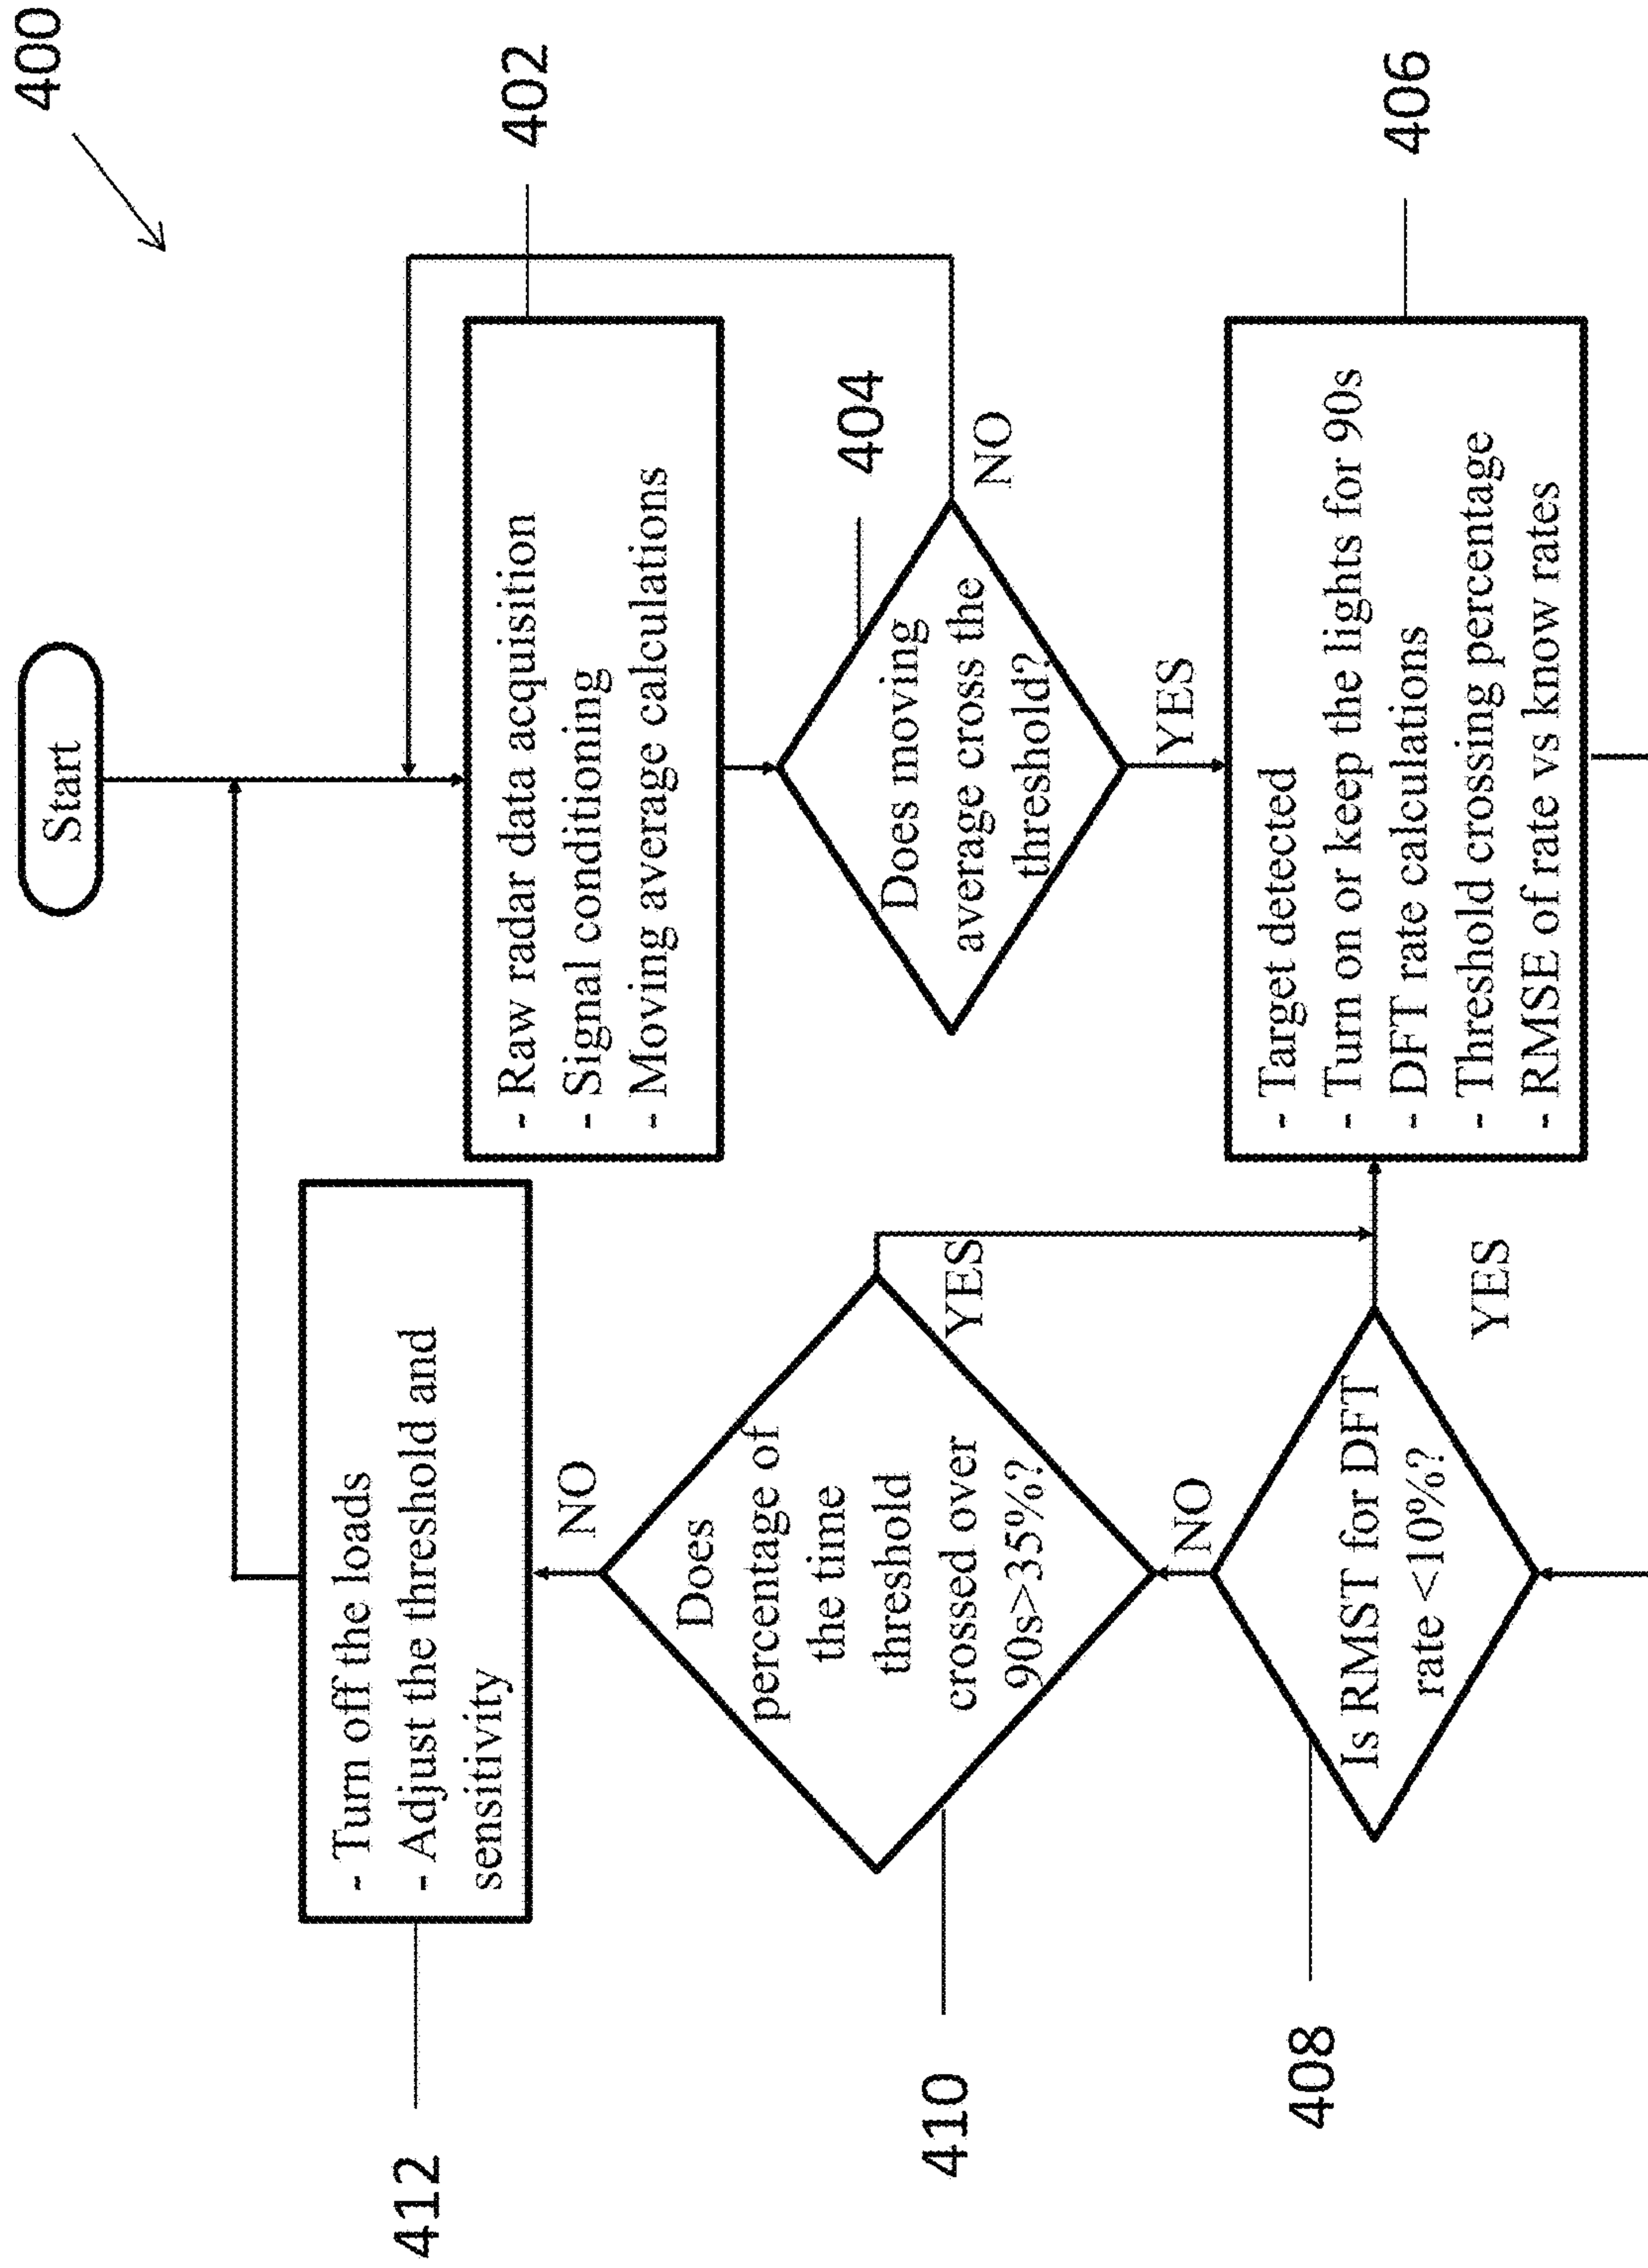 400
Start
- Raw radar data acquisition
- Signal conditioning
- Moving average calculations
402
Does moving
average cross the
threshold?
404
NO
YES
- Target detected
- Turn on or keep the lights for 90s
- DFT rate calculations
- Threshold crossing percentage
- RMSE of rate vs know rates
406
Is RMST for DFT
rate <10%?
408
YES
NO
Does
percentage of
the time
threshold
crossed over
90s>35%?
410
YES
NO
- Turn off the loads
- Adjust the threshold and
sensitivity
412